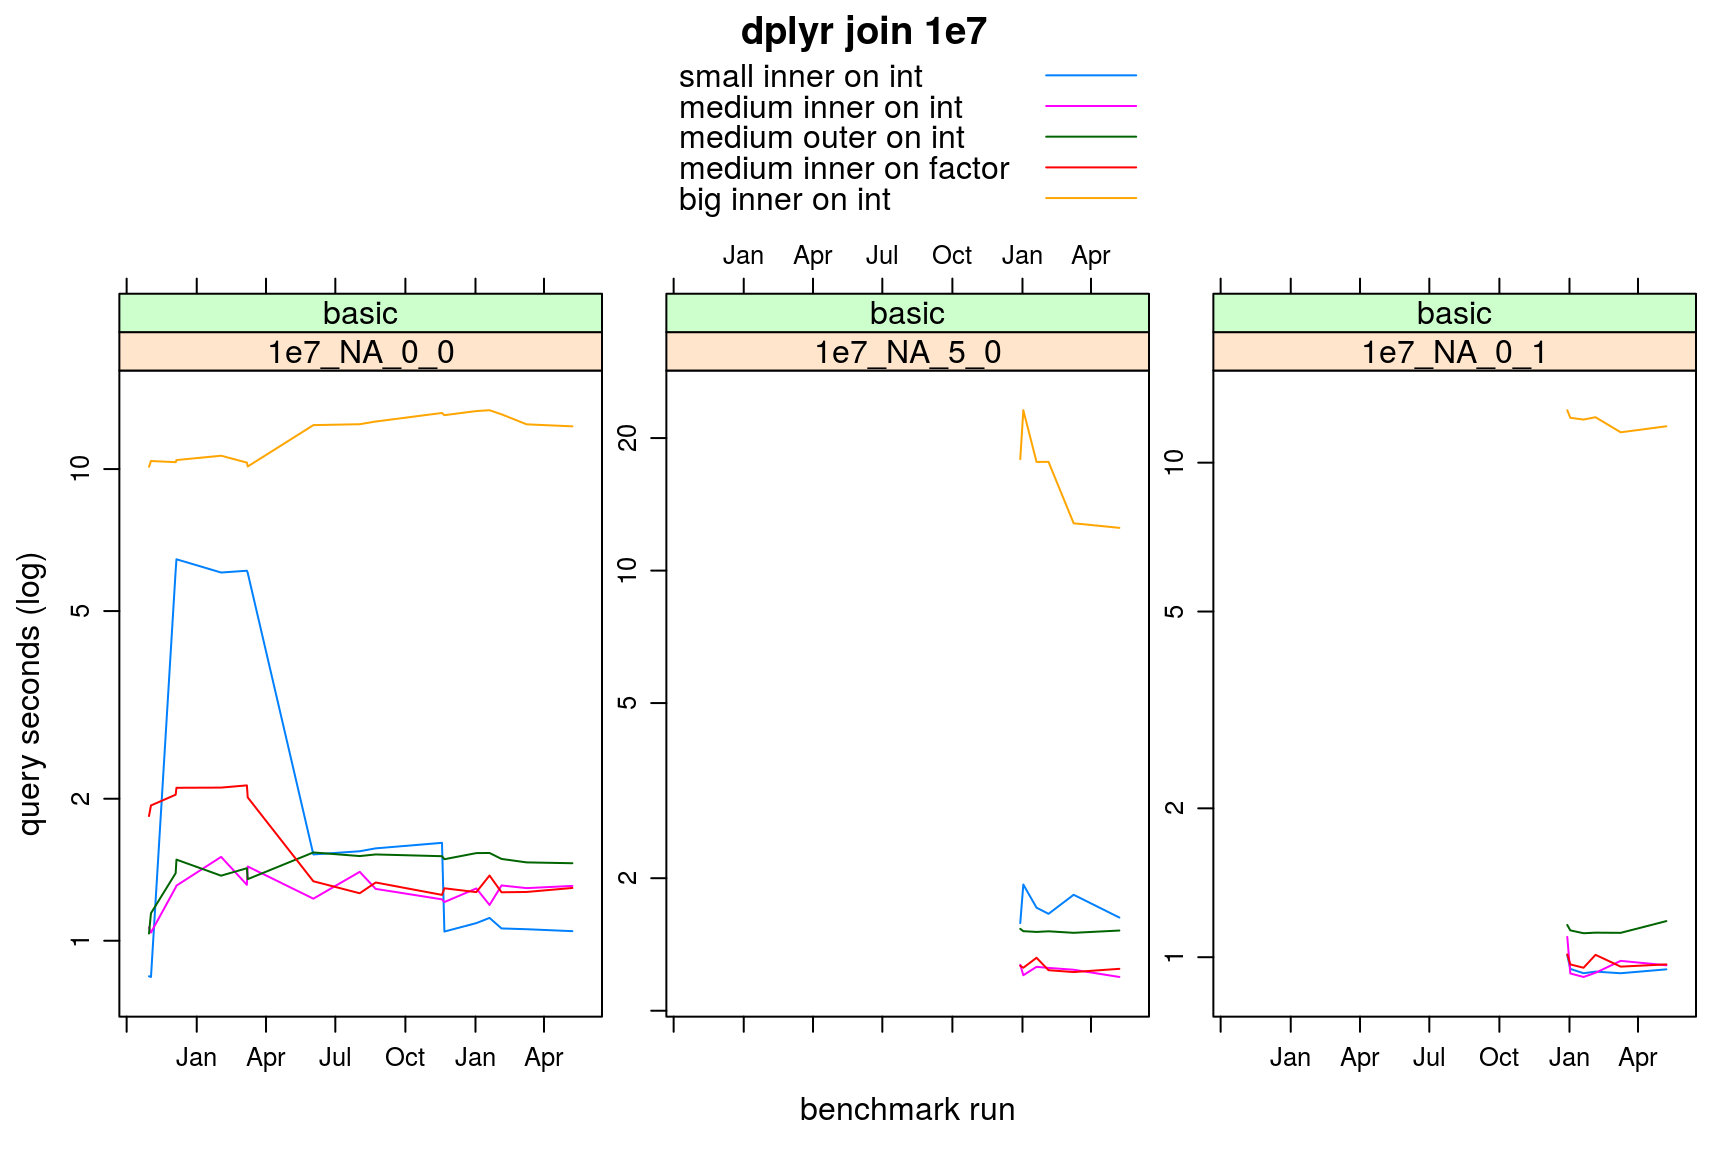 dplyr join 1e7
small inner on int
medium inner on int
medium outer on int
medium inner on factor
big inner on int
Jan Apr Jul Oct Jan Apr
basic basic basic
1e7_NA_0_0 1e7_NA_5_0 1e7_NA_0_1
query seconds (log)
10
5
2
1
20
10
5
2
10
5
2
1
Jan Apr Jul Oct Jan Apr
Jan Apr Jul Oct Jan Apr
benchmark run